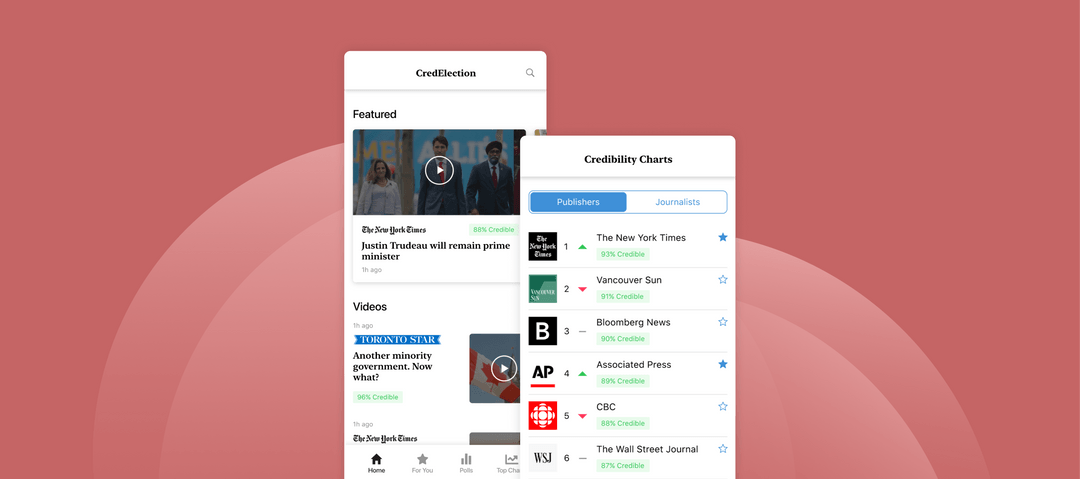 CredElection
Featured
The New York Times
88% Credible
Justin Trudeau will remain prime
minister
1h ago
Videos
1h ago
TORONTO STAR
Another minority
government. Now
what?
96% Credible
1h ago
The New York Times
Home
For You
Polls
Credibility Charts
Publishers
Journalists
The
New York
Times
1
The New York Times
93% Credible
VANCOUVER
SUN
2
Vancouver Sun
91% Credible
B
3
Bloomberg News
90% Credible
AP
4
Associated Press
89% Credible
5
CBC
88% Credible
WSJ
6
The Wall Street Journal
87% Credible